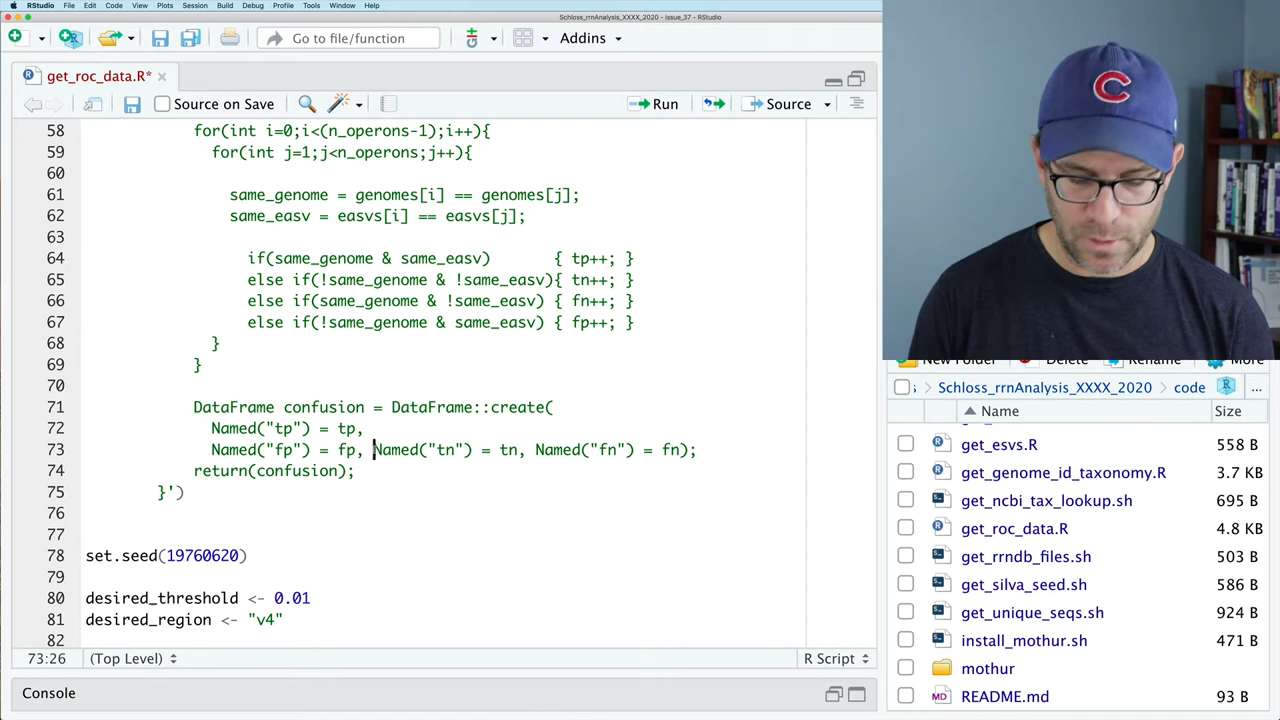 RStudio File Edit Code View Plots Session Build Debug Profile Tools Window Help
Schloss_rrnAnalysis_XXXX_2020 - issue_37 - RStudio
Go to file/function Addins
get_roc_data.R*
Source on Save Run Source
58 for(int i=0;i<(n_operons-1);i++){
59 for(int j=1;j<n_operons;j++){
60
61 same_genome = genomes[i] == genomes[j];
62 same_easv = easvs[i] == easvs[j];
63
64 if(same_genome & same_easv) { tp++; }
65 else if(!same_genome & !same_easv){ tn++; }
66 else if(same_genome & !same_easv) { fn++; }
67 else if(!same_genome & same_easv) { fp++; }
68 }
69 }
70
71 DataFrame confusion = DataFrame::create(
72 Named("tp") = tp,
73 Named("fp") = fp, Named("tn") = tn, Named("fn") = fn);
74 return(confusion);
75 }')
76
77
78 set.seed(19760620)
79
80 desired_threshold <- 0.01
81 desired_region <- "v4"
82
73:26 (Top Level) R Script
Console
C
New Folder Delete Rename More
Schloss_rrnAnalysis_XXXX_2020 code ...
Name Size
get_esvs.R 558 B
get_genome_id_taxonomy.R 3.7 KB
get_ncbi_tax_lookup.sh 695 B
get_roc_data.R 4.8 KB
get_rrndb_files.sh 503 B
get_silva_seed.sh 586 B
get_unique_seqs.sh 924 B
install_mothur.sh 471 B
mothur
README.md 93 B